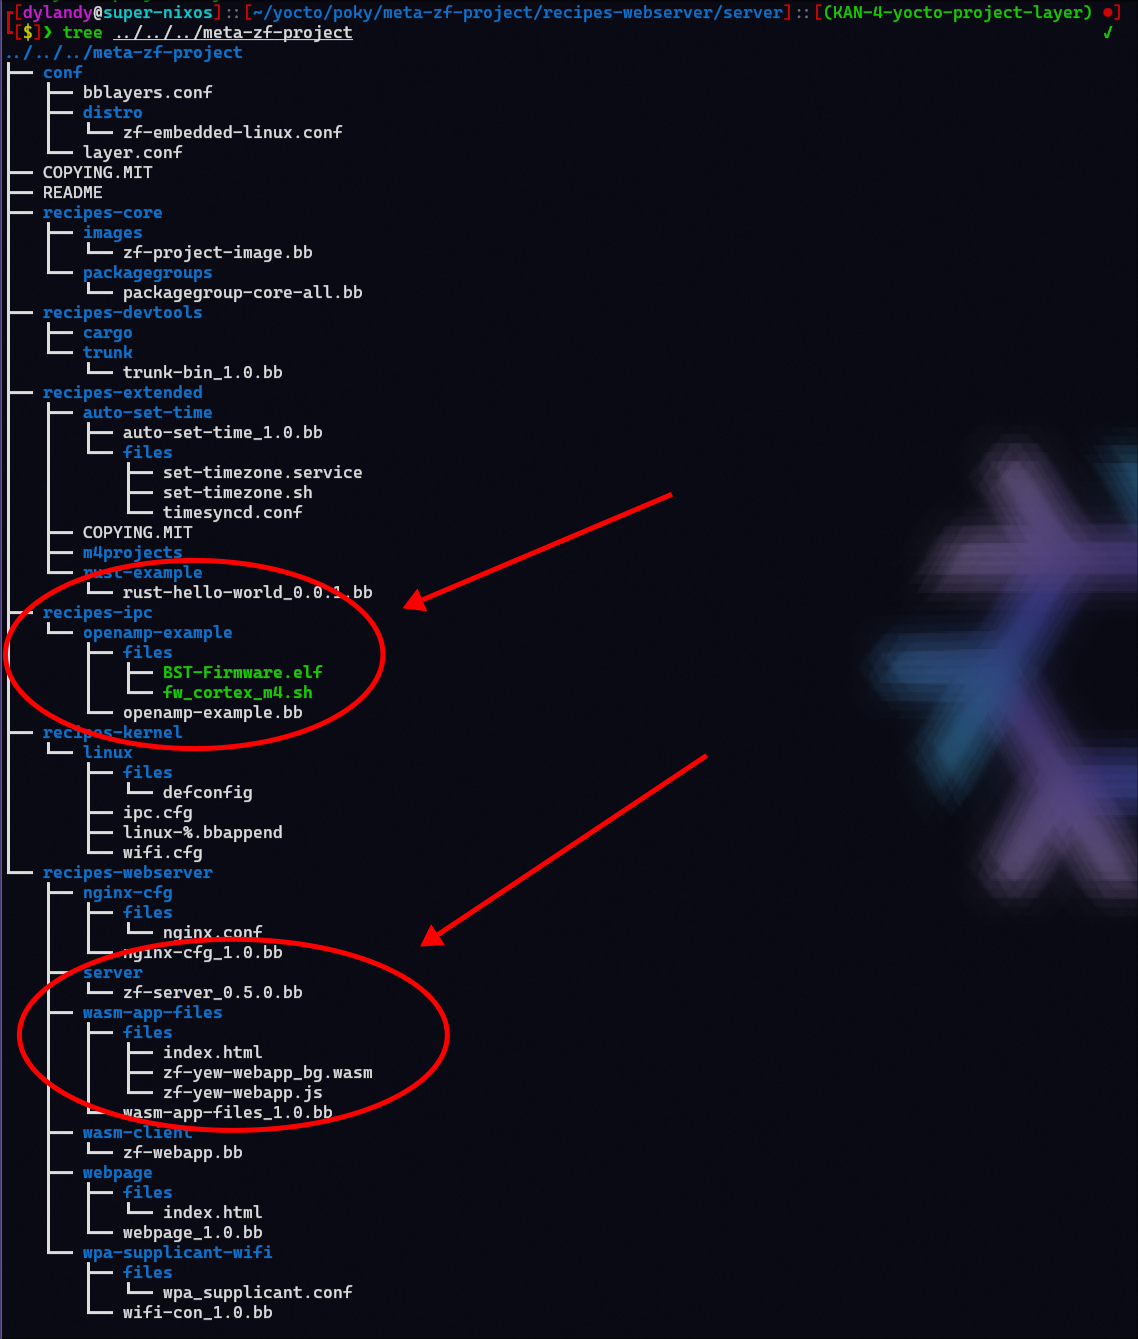 [dylandy@super-nixos]::[~/yocto/poky/meta-zf-project/recipes-webserver/server]::[(KAN-4-yocto-project-layer) ●]
[$]❯ tree ../../../meta-zf-project ✓
../../../meta-zf-project
├── conf
│   ├── bblayers.conf
│   ├── distro
│   │   └── zf-embedded-linux.conf
│   └── layer.conf
├── COPYING.MIT
├── README
├── recipes-core
│   ├── images
│   │   └── zf-project-image.bb
│   └── packagegroups
│       └── packagegroup-core-all.bb
├── recipes-devtools
│   ├── cargo
│   └── trunk
│       └── trunk-bin_1.0.bb
├── recipes-extended
│   ├── auto-set-time
│   │   ├── auto-set-time_1.0.bb
│   │   └── files
│   │       ├── set-timezone.service
│   │       ├── set-timezone.sh
│   │       └── timesyncd.conf
│   ├── COPYING.MIT
│   ├── m4projects
│   └── rust-example
│       └── rust-hello-world_0.0.1.bb
├── recipes-ipc
│   └── openamp-example
│       ├── files
│       │   ├── BST-Firmware.elf
│       │   └── fw_cortex_m4.sh
│       └── openamp-example.bb
├── recipes-kernel
│   └── linux
│       ├── files
│       │   └── defconfig
│       ├── ipc.cfg
│       ├── linux-%.bbappend
│       └── wifi.cfg
└── recipes-webserver
    ├── nginx-cfg
    │   ├── files
    │   │   └── nginx.conf
    │   └── nginx-cfg_1.0.bb
    ├── server
    │   └── zf-server_0.5.0.bb
    ├── wasm-app-files
    │   ├── files
    │   │   ├── index.html
    │   │   ├── zf-yew-webapp_bg.wasm
    │   │   └── zf-yew-webapp.js
    │   └── wasm-app-files_1.0.bb
    ├── wasm-client
    │   └── zf-webapp.bb
    ├── webpage
    │   ├── files
    │   │   └── index.html
    │   └── webpage_1.0.bb
    └── wpa-supplicant-wifi
        ├── files
        │   └── wpa_supplicant.conf
        └── wifi-con_1.0.bb